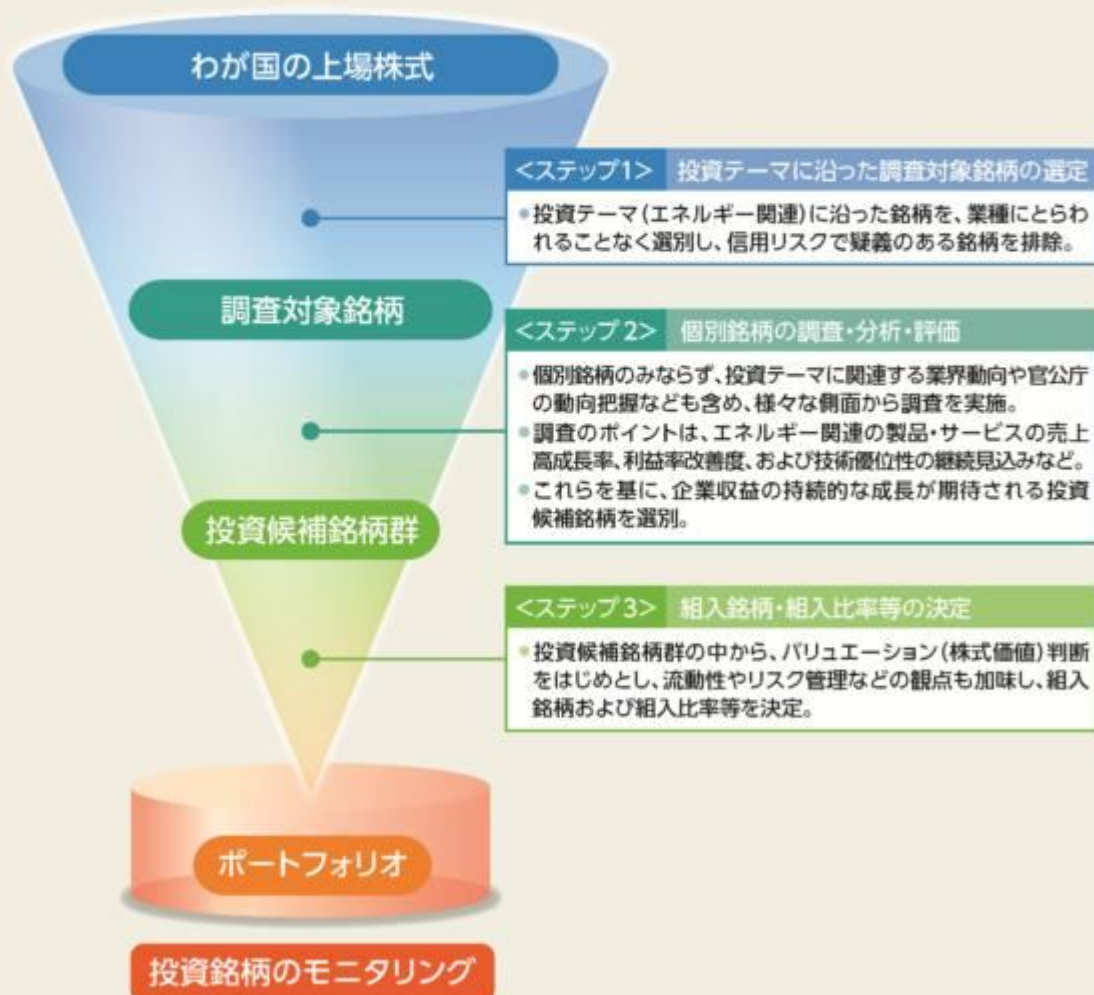 わが国の上場株式
<ステップ1> 投資テーマに沿った調査対象銘柄の選定
•投資テーマ(エネルギー関連)に沿った銘柄を、業種にとらわ
れることなく選別し、信用リスクで疑義のある銘柄を排除。
調査対象銘柄
<ステップ2> 個別銘柄の調査・分析・評価
•個別銘柄のみならず、投資テーマに関連する業界動向や官公庁
の動向把握なども含め、様々な側面から調査を実施。
•調査のポイントは、エネルギー関連の製品・サービスの売上
高成長率、利益率改善度、および技術優位性の継続見込みなど。
•これらを基に、企業収益の持続的な成長が期待される投資
候補銘柄を選別。
投資候補銘柄群
<ステップ3> 組入銘柄・組入比率等の決定
•投資候補銘柄群の中から、バリュエーション(株式価値)判断
をはじめとし、流動性やリスク管理などの観点も加味し、組入
銘柄および組入比率等を決定。
ポートフォリオ
投資銘柄のモニタリング